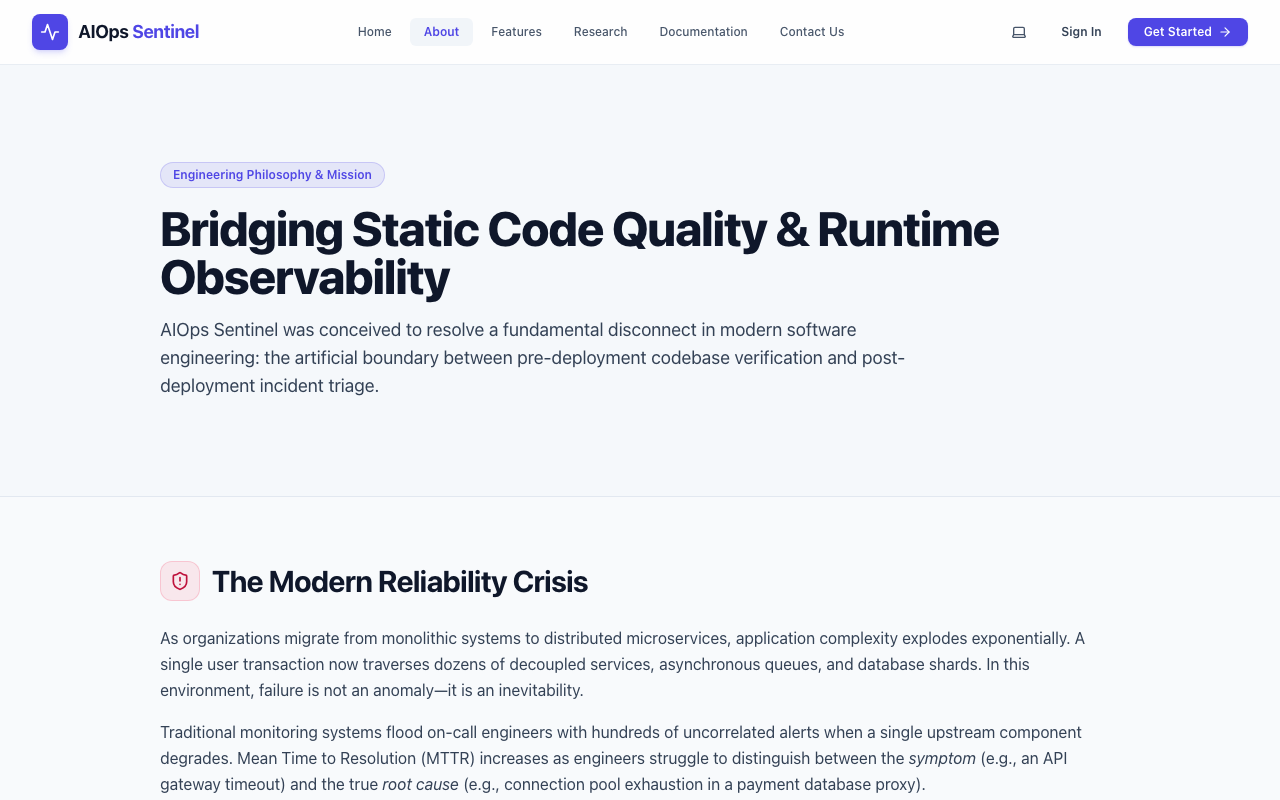 AIOps Sentinel
Home
About
Features
Research
Documentation
Contact Us
Sign In
Get Started
Engineering Philosophy & Mission
Bridging Static Code Quality & Runtime
Observability
AIOps Sentinel was conceived to resolve a fundamental disconnect in modern software
engineering: the artificial boundary between pre-deployment codebase verification and post-
deployment incident triage.
The Modern Reliability Crisis
As organizations migrate from monolithic systems to distributed microservices, application complexity explodes exponentially. A
single user transaction now traverses dozens of decoupled services, asynchronous queues, and database shards. In this
environment, failure is not an anomaly—it is an inevitability.
Traditional monitoring systems flood on-call engineers with hundreds of uncorrelated alerts when a single upstream component
degrades. Mean Time to Resolution (MTTR) increases as engineers struggle to distinguish between the symptom (e.g., an API
gateway timeout) and the true root cause (e.g., connection pool exhaustion in a payment database proxy).